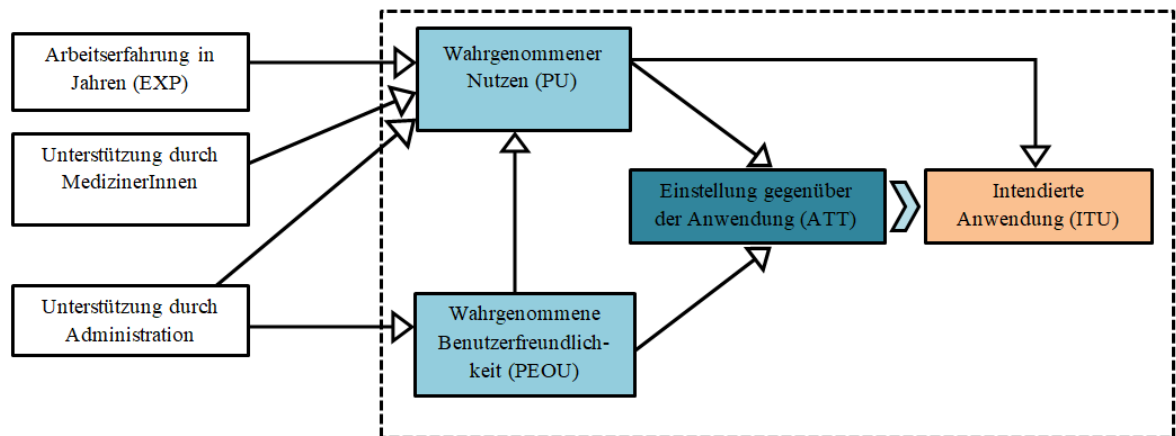 Arbeitserfahrung in
Jahren (EXP)
Unterstützung durch
MedizinerInnen
Unterstützung durch
Administration
Wahrgenommener
Nutzen (PU)
Wahrgenommene
Benutzerfreundlich-
keit (PEOU)
Einstellung gegenüber
der Anwendung (ATT)
Intendierte
Anwendung (ITU)